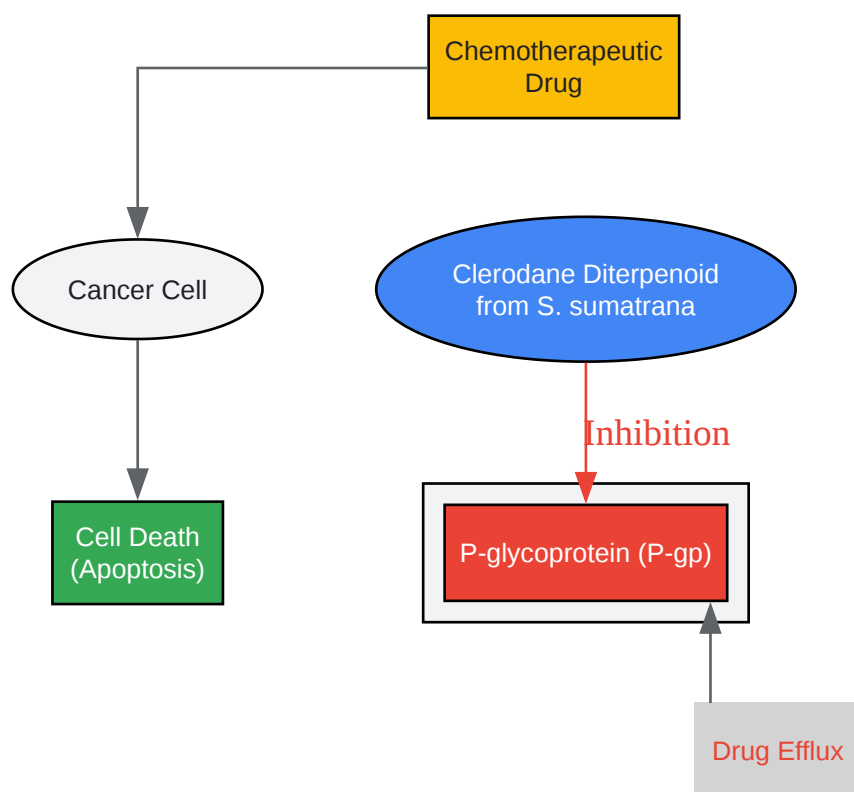 Chemotherapeutic
Drug
Cancer Cell
Clerodane Diterpenoid
from S. sumatrana
Inhibition
Cell Death
(Apoptosis)
P-glycoprotein (P-gp)
Drug Efflux